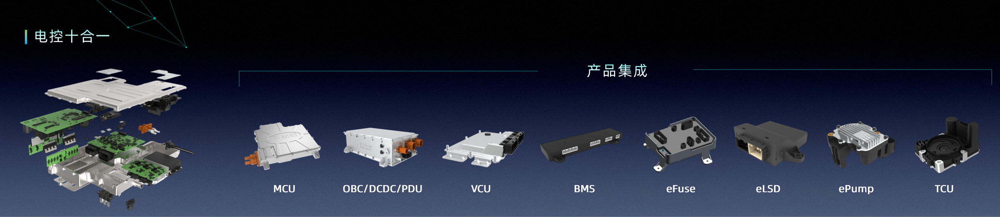 电控十合一
产品集成
MCU
OBC/DCDC/PDU
VCU
BMS
eFuse
eLSD
ePump
TCU